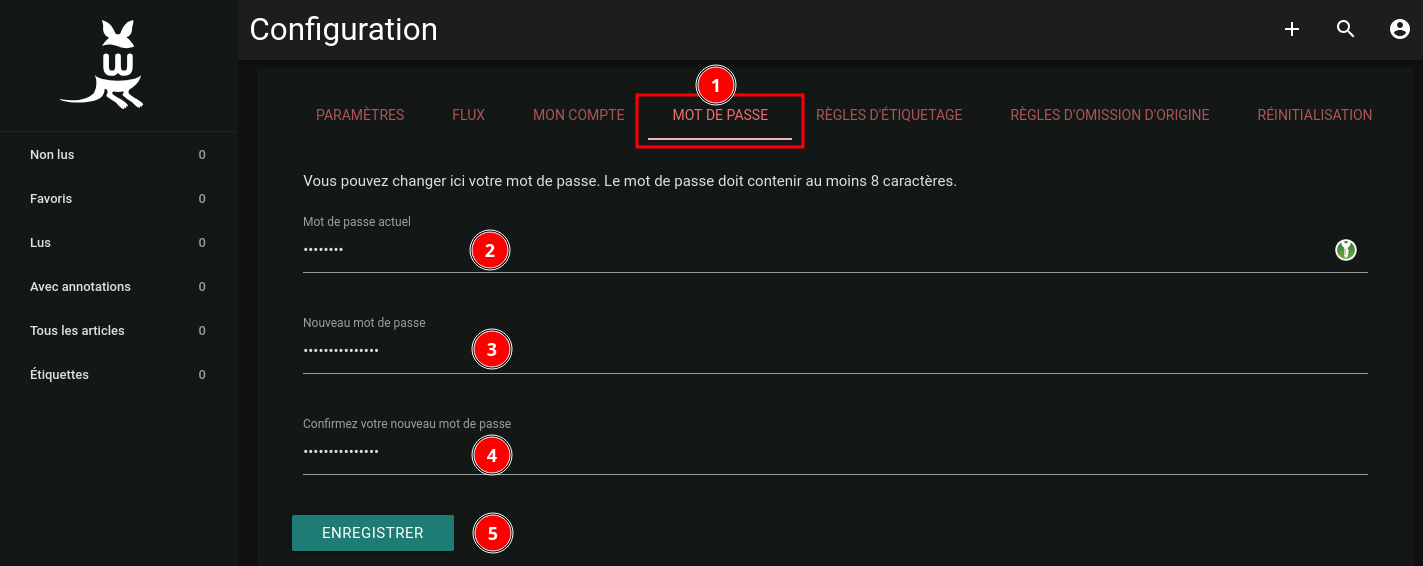 Configuration
Non lus 0
Favoris 0
Lus 0
Avec annotations 0
Tous les articles 0
Étiquettes 0
1
PARAMÈTRES FLUX MON COMPTE MOT DE PASSE RÈGLES D'ÉTIQUETAGE RÈGLES D'OMISSION D'ORIGINE RÉINITIALISATION
Vous pouvez changer ici votre mot de passe. Le mot de passe doit contenir au moins 8 caractères.
Mot de passe actuel
•••••••• 2
Nouveau mot de passe
••••••••••••••• 3
Confirmez votre nouveau mot de passe
••••••••••••••• 4
ENREGISTRER 5